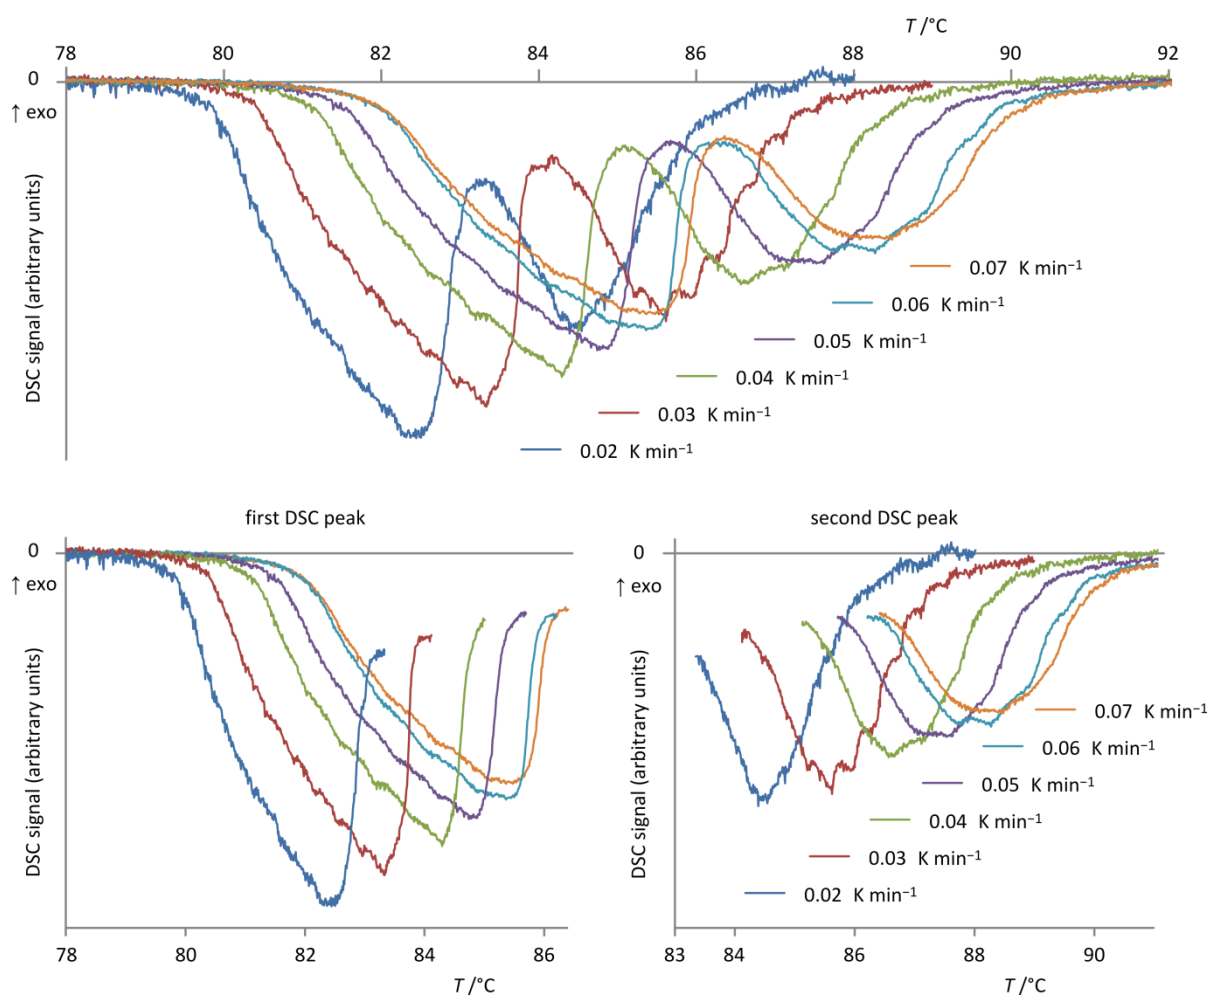 T /°C
78 80 82 84 86 88 90 92
0
↑ exo
DSC signal (arbitrary units)
0.07 K min⁻¹
0.06 K min⁻¹
0.05 K min⁻¹
0.04 K min⁻¹
0.03 K min⁻¹
0.02 K min⁻¹
first DSC peak
0
↑ exo
DSC signal (arbitrary units)
78 80 82 84 86
T /°C
second DSC peak
0
↑ exo
DSC signal (arbitrary units)
0.07 K min⁻¹
0.06 K min⁻¹
0.05 K min⁻¹
0.04 K min⁻¹
0.03 K min⁻¹
0.02 K min⁻¹
83 84 86 88 90
T /°C